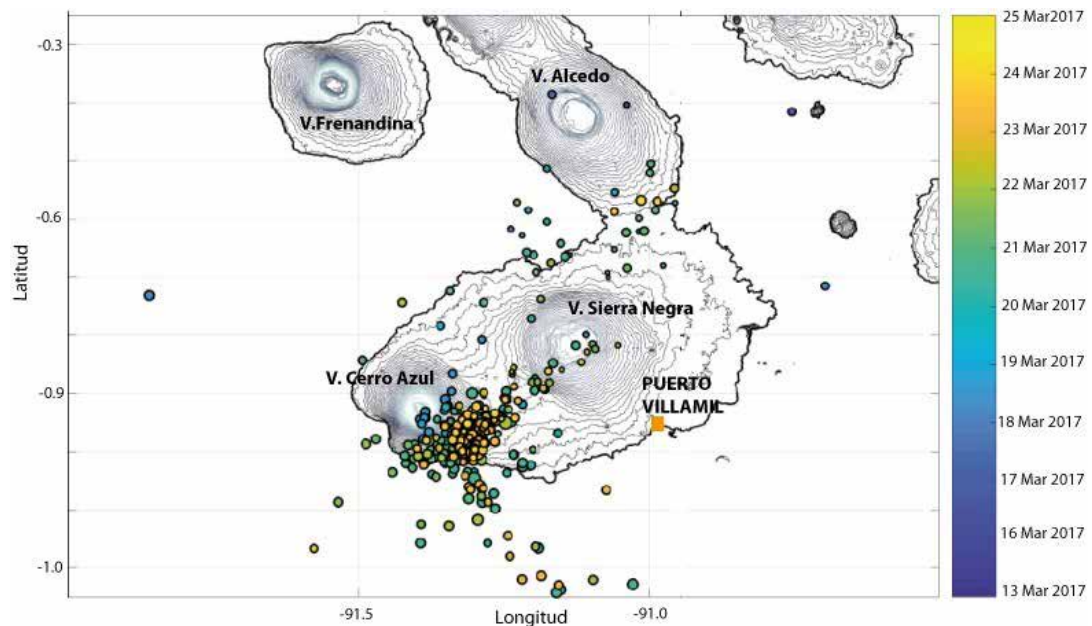 25 Mar2017
-0.3
V. Alcedo
24 Mar 2017
V.Frenandina
23 Mar 2017
22 Mar 2017
-0.6
21 Mar 2017
Latitud
20 Mar 2017
V. Sierra Negra
19 Mar 2017
V. Cerro Azul
PUERTO
VILLAMIL
-0.9
18 Mar 2017
17 Mar 2017
16 Mar 2017
-1.0
13 Mar 2017
-91.5
-91.0
Longitud